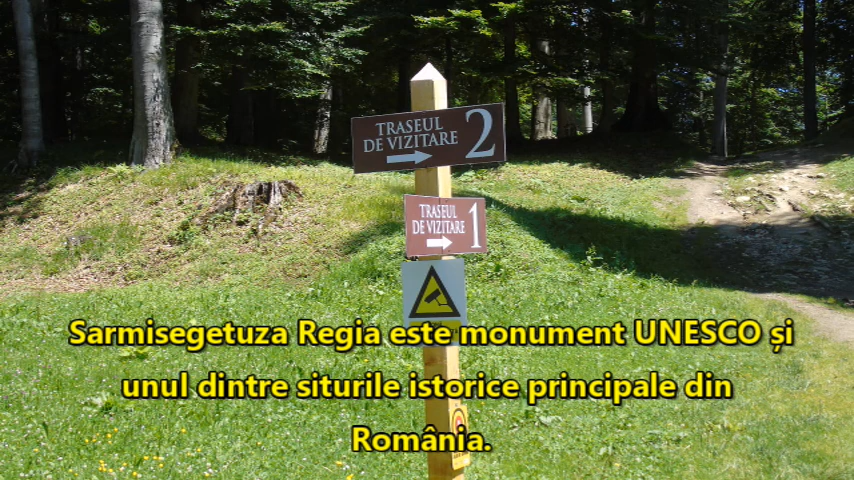 TRASEUL
DE VIZITARE 2
TRASEUL
DE VIZITARE 1
Sarmisegetuza Regia este monument UNESCO și
unul dintre siturile istorice principale din
România.